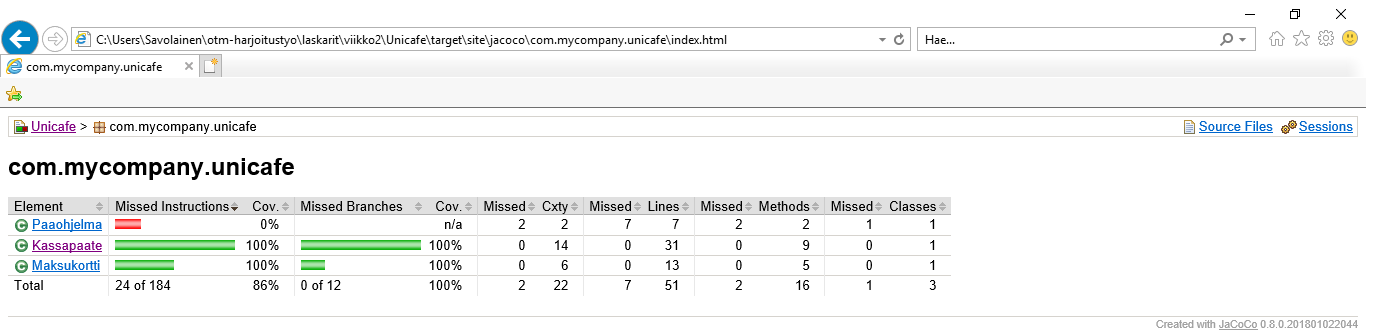 C:\Users\Savolainen\otm-harjoitustyo\laskarit\viikko2\Unicafe\target\site\jacoco\com.mycompany.unicafe\index.html Hae...
com.mycompany.unicafe
Unicafe > com.mycompany.unicafe Source Files Sessions
com.mycompany.unicafe
Element Missed Instructions Cov. Missed Branches Cov. Missed Cxty Missed Lines Missed Methods Missed Classes
Paaohjelma 0% n/a 2 2 7 7 2 2 1 1
Kassapaate 100% 100% 0 14 0 31 0 9 0 1
Maksukortti 100% 100% 0 6 0 13 0 5 0 1
Total 24 of 184 86% 0 of 12 100% 2 22 7 51 2 16 1 3
Created with JaCoCo 0.8.0.201801022044